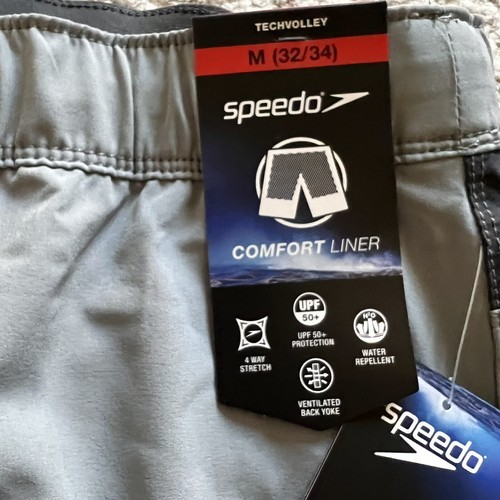 TECHVOLLEY
M (32/34)
speedo
COMFORT LINER
UPF
50+
UPF 50+
PROTECTION
4 WAY
STRETCH
H2O
WATER
REPELLENT
VENTILATED
BACK YOKE
speedo